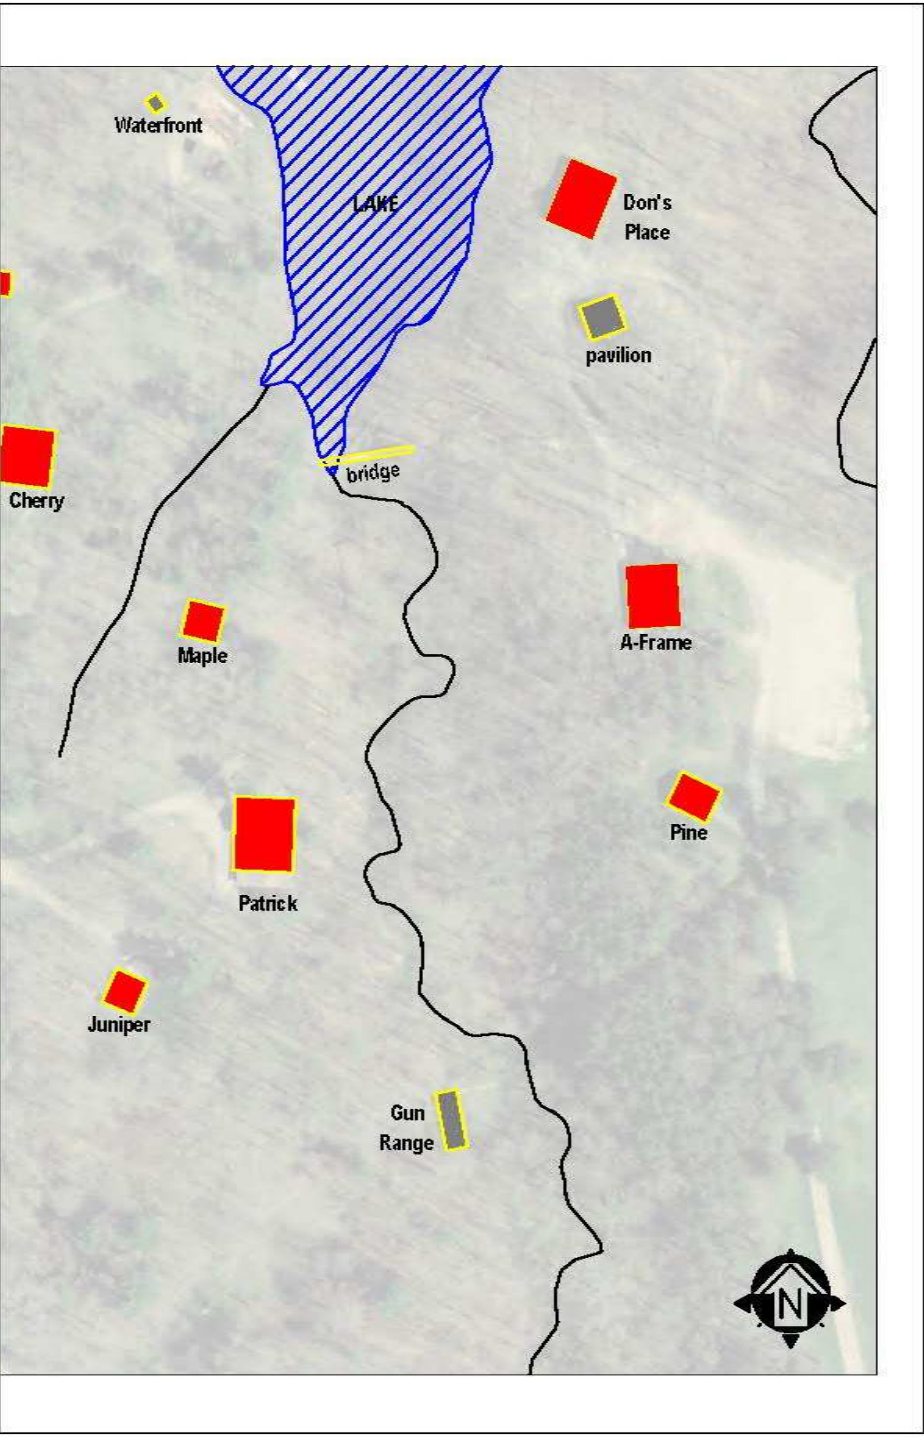 Waterfront
LAKE
Don's
Place
pavilion
bridge
Cherry
A-Frame
Maple
Pine
Patrick
Juniper
Gun
Range
N